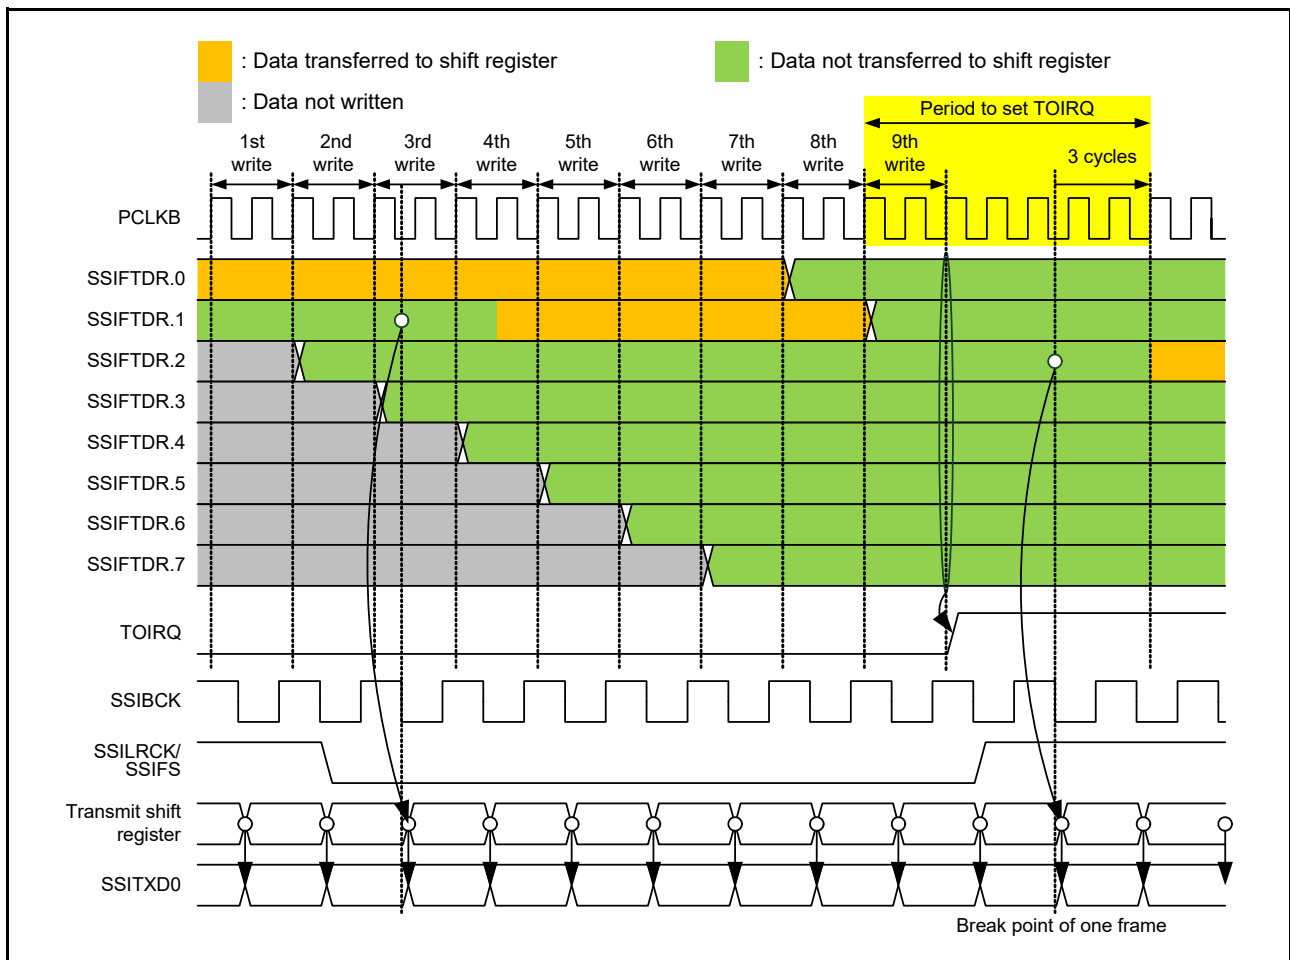 : Data transferred to shift register
: Data not transferred to shift register
: Data not written
Period to set TOIRQ
1st
write
2nd
write
3rd
write
4th
write
5th
write
6th
write
7th
write
8th
write
9th
write
3 cycles
PCLKB
SSIFTDR.0
SSIFTDR.1
SSIFTDR.2
SSIFTDR.3
SSIFTDR.4
SSIFTDR.5
SSIFTDR.6
SSIFTDR.7
TOIRQ
SSIBCK
SSILRCK/
SSIFS
Transmit shift
register
SSITXD0
Break point of one frame